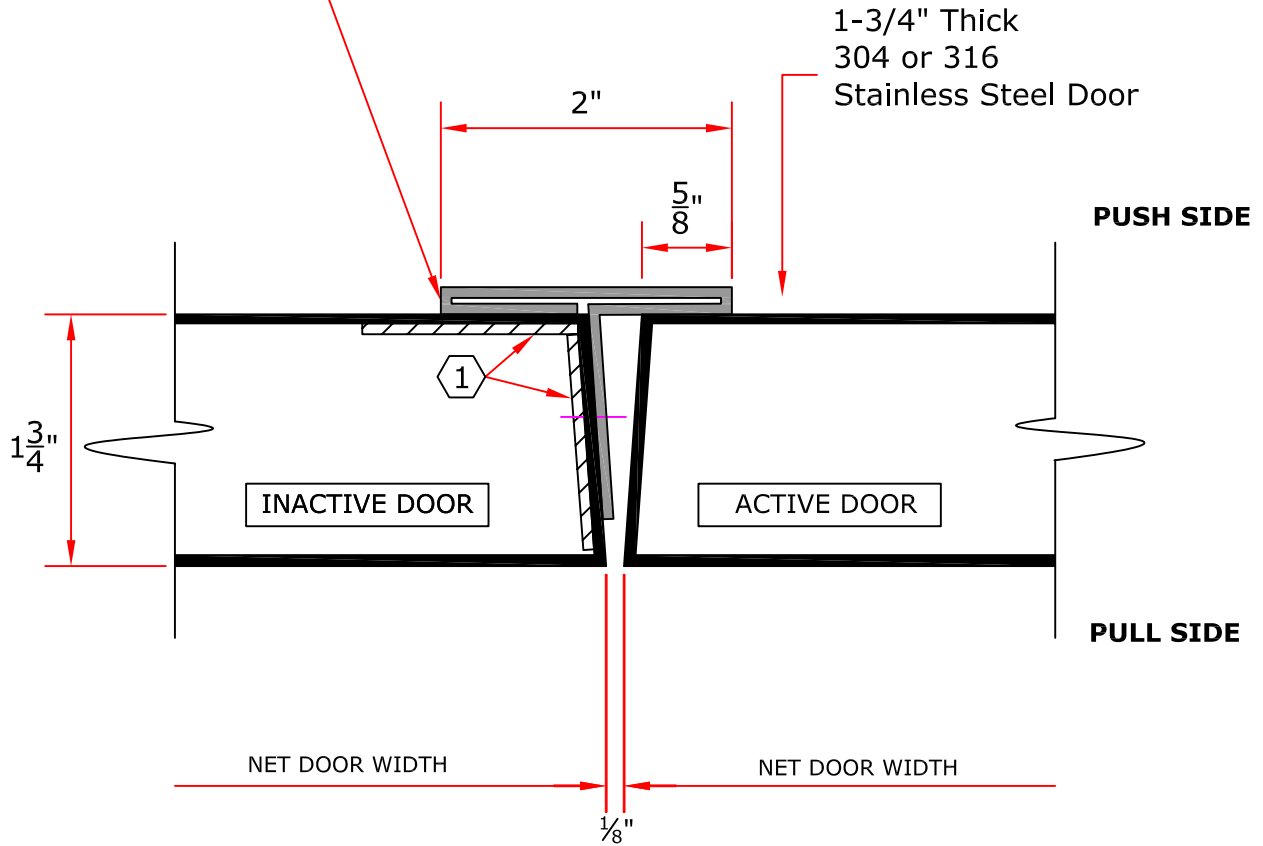 1-3/4" Thick
304 or 316
Stainless Steel Door
2"
5/8"
PUSH SIDE
1
1 3/4"
INACTIVE DOOR
ACTIVE DOOR
PULL SIDE
NET DOOR WIDTH
NET DOOR WIDTH
⅛"